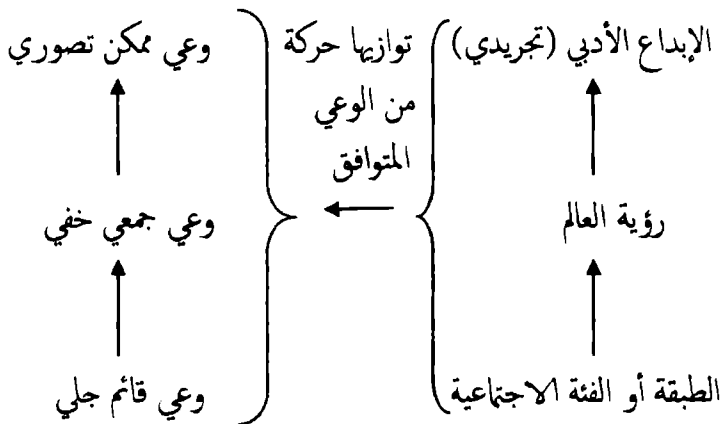 الإبداع الأدبي (تجريدي)
توازيها حركة
وعي ممكن تصوري
من الوعي
المتوافق
رؤية العالم
وعي جمعي خفي
الطبقة أو الفئة الاجتماعية
وعي قائم جلي